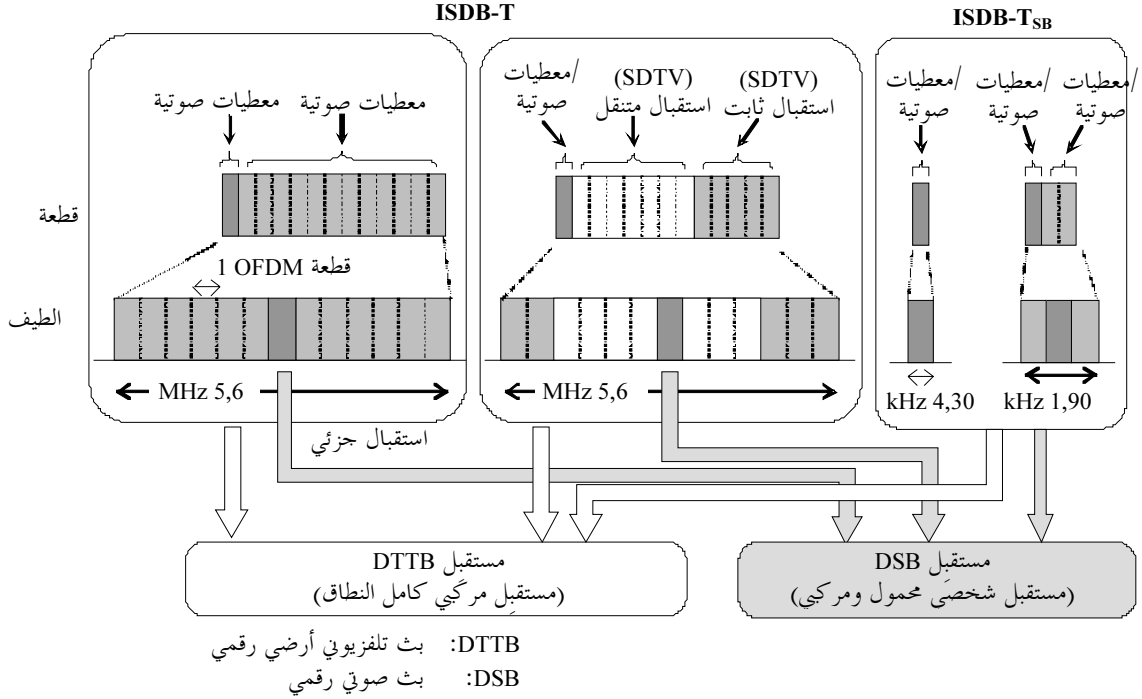 ISDB-T
ISDB-TSB
معطيات صوتية
معطيات صوتية
معطيات/
صوتية
(SDTV)
استقبال متنقل
(SDTV)
استقبال ثابت
معطيات/
صوتية
معطيات/
صوتية
معطيات/
صوتية
قطعة
قطعة OFDM 1
الطيف
MHz 5,6
MHz 5,6
kHz 4,30
kHz 1,90
استقبال جزئي
مستقبل DTTB
(مستقبِل مركَبي كامل النطاق)
مستقبل DSB
(مستقبل شخصَى محمول ومركبي)
DTTB: بث تلفزيوني أرضي رقمي
DSB: بث صوتي رقمي